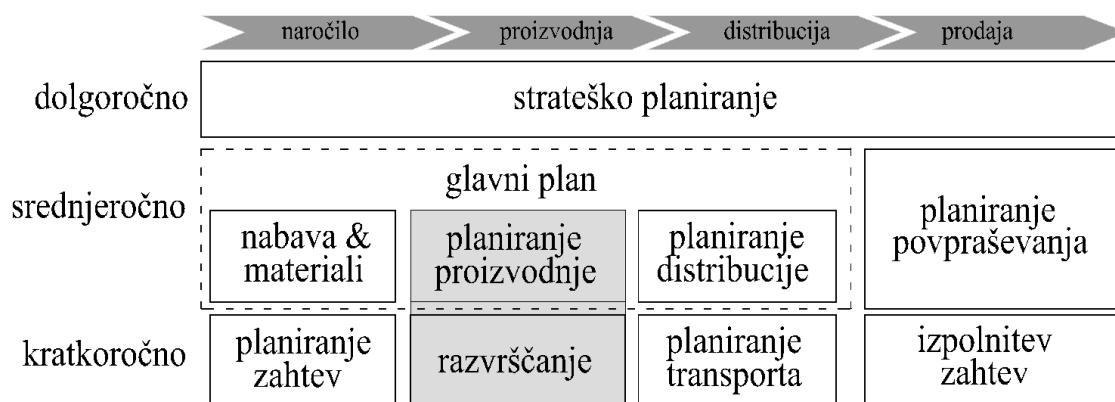 naročilo proizvodnja distribucija prodaja
dolgoročno strateško planiranje
glavni plan
srednjeročno
nabava &
materiali
planiranje
proizvodnje
planiranje
distribucije
planiranje
povpraševanja
kratkoročno
planiranje
zahtev
razvrščanje
planiranje
transporta
izpolnitev
zahtev